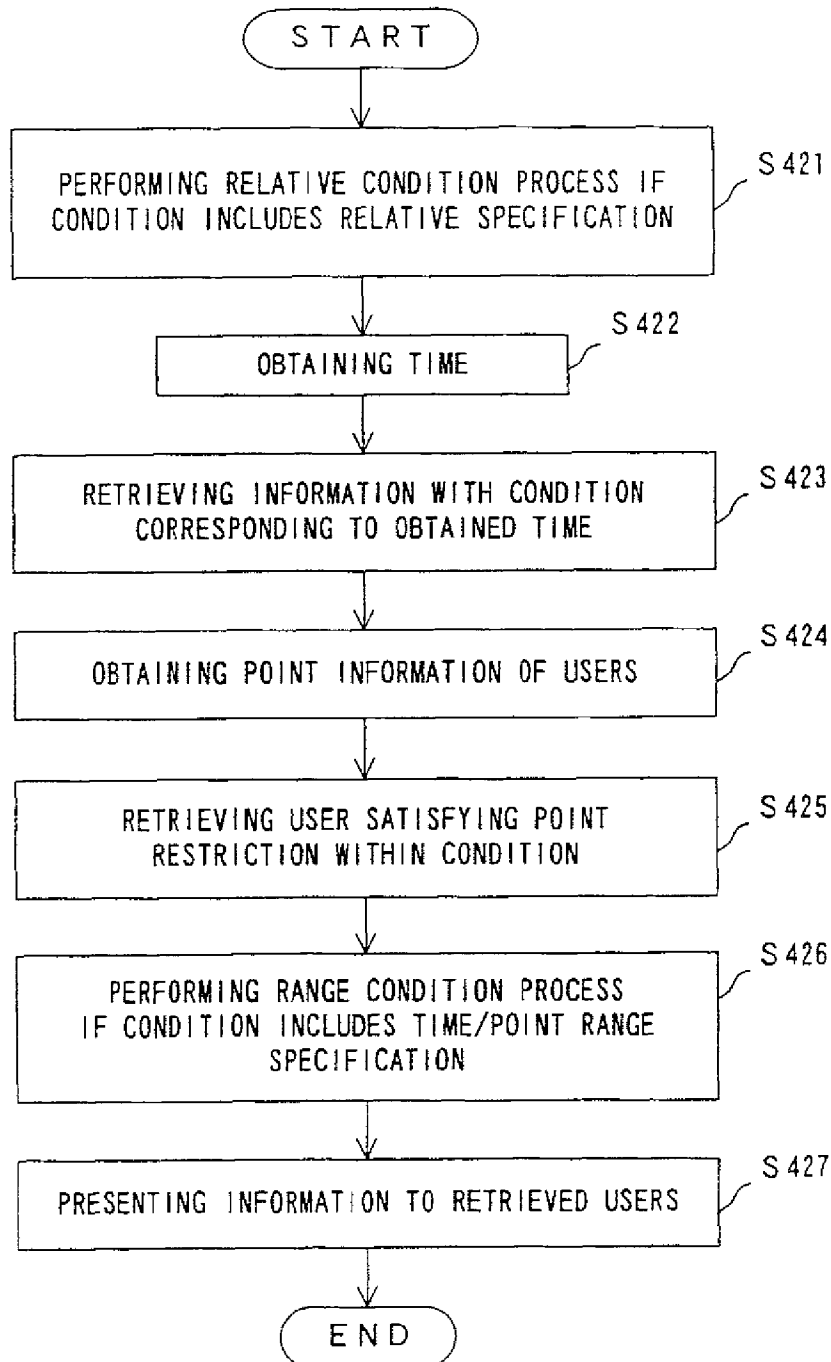 START
PERFORMING RELATIVE CONDITION PROCESS IF
CONDITION INCLUDES RELATIVE SPECIFICATION
S421
OBTAINING TIME
S422
RETRIEVING INFORMATION WITH CONDITION
CORRESPONDING TO OBTAINED TIME
S423
OBTAINING POINT INFORMATION OF USERS
S424
RETRIEVING USER SATISFYING POINT
RESTRICTION WITHIN CONDITION
S425
PERFORMING RANGE CONDITION PROCESS
IF CONDITION INCLUDES TIME/POINT RANGE
SPECIFICATION
S426
PRESENTING INFORMATION TO RETRIEVED USERS
S427
END